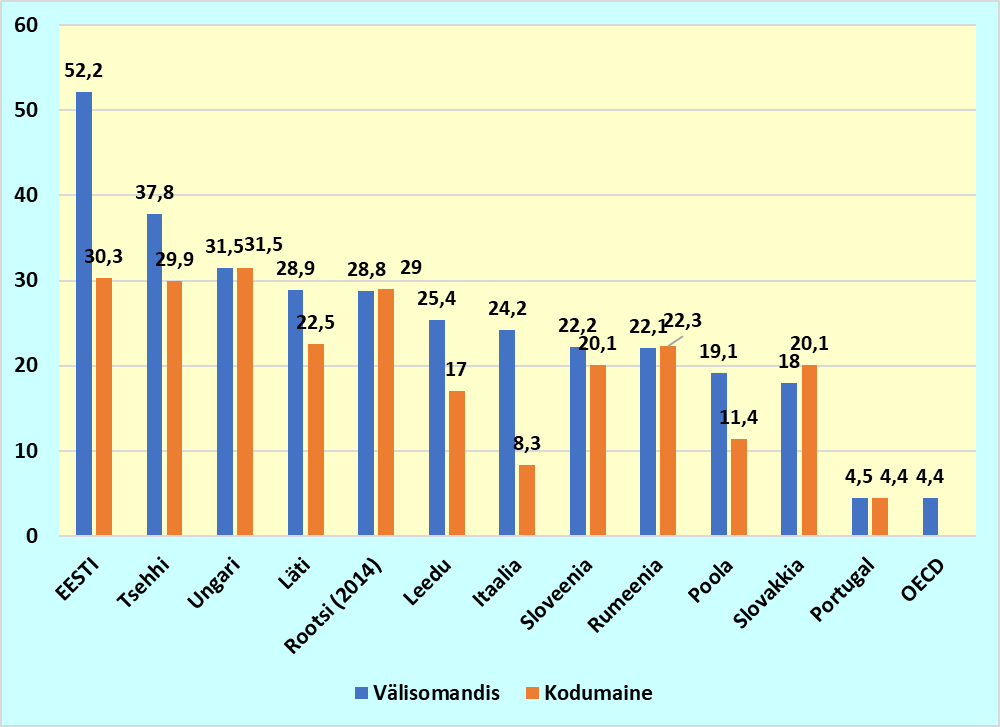 60
50
40
30
20
10
0
52,2
30,3
37,8
29,9
31,5
31,5
28,9
22,5
28,8
29
25,4
17
24,2
8,3
22,2
20,1
22,1
22,3
19,1
11,4
18
20,1
4,5
4,4
4,4
EESTI
Tsehhi
Ungari
Läti
Rootsi (2014)
Leedu
Itaalia
Sloveenia
Rumeenia
Poola
Slovakkia
Portugal
OECD
Välisomandis
Kodumaine